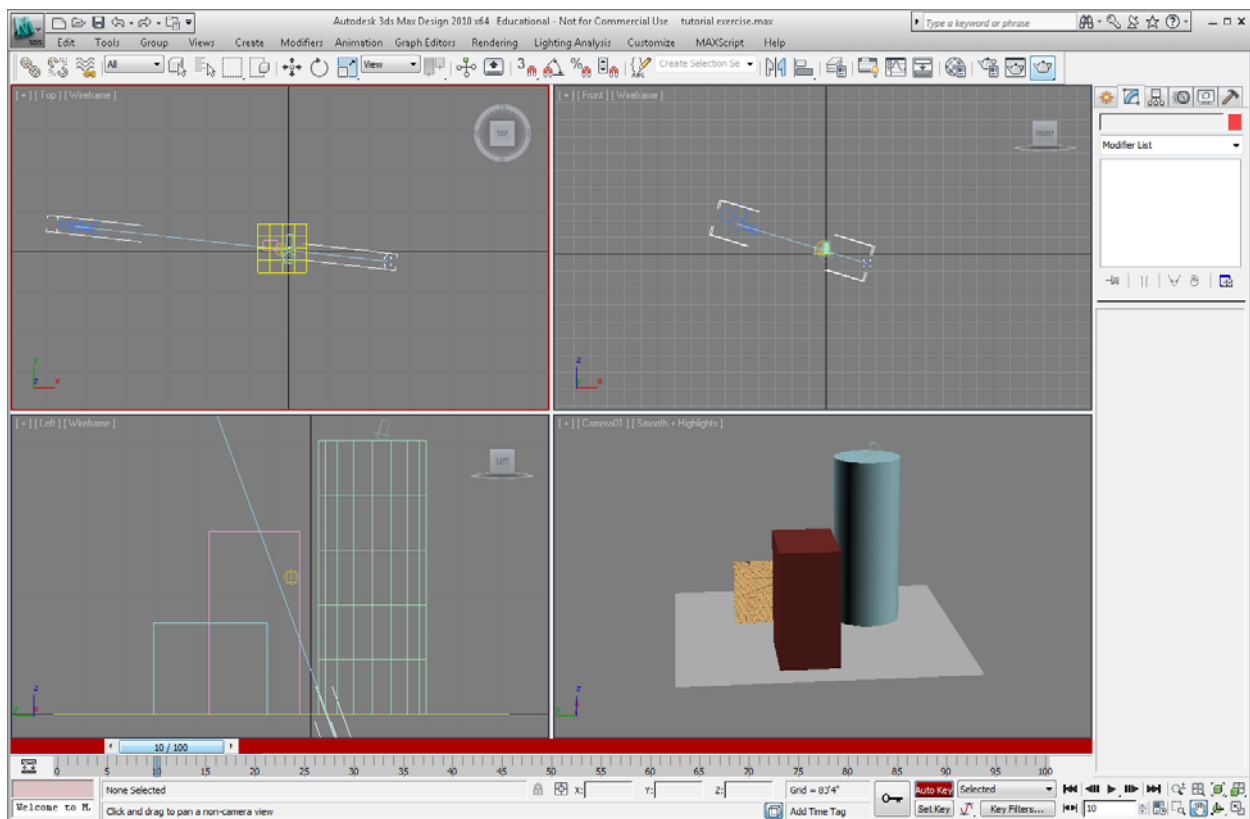 Autodesk 3ds Max Design 2010 x64 Educational - Not for Commercial Use tutorial exercise.max
Type a keyword or phrase
3DS Edit Tools Group Views Create Modifiers Animation Graph Editors Rendering Lighting Analysis Customize MAXScript Help
All View 3 % ABC Create Selection Se
[ + ] [ Top ] [ Wireframe ]
TOP
y
z x
[ + ] [ Front ] [ Wireframe ]
FRONT
z
y x
Modifier List
[ + ] [ Left ] [ Wireframe ]
LEFT
z
y x
[ + ] [ Camera01 ] [ Smooth + Highlights ]
z
y x
< 10 / 100 >
0 5 10 15 20 25 30 35 40 45 50 55 60 65 70 75 80 85 90 95 100
None Selected X: Y: Z: Grid = 83'4" Auto Key Selected
Welcome to M. Click and drag to pan a non-camera view Add Time Tag Set Key Key Filters... 10